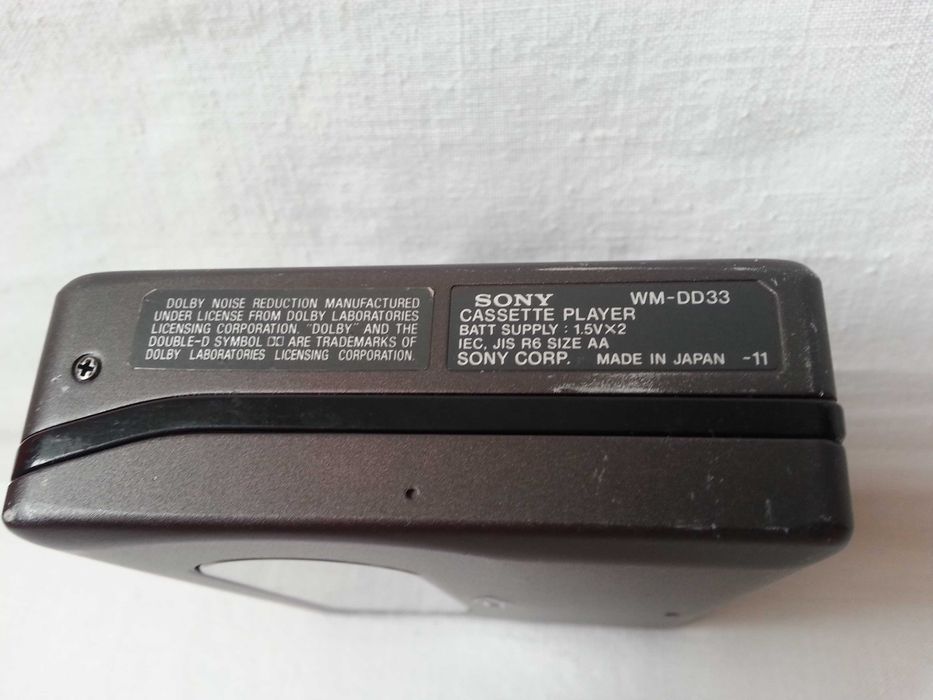 DOLBY NOISE REDUCTION MANUFACTURED
UNDER LICENSE FROM DOLBY LABORATORIES
LICENSING CORPORATION. "DOLBY" AND THE
DOUBLE-D SYMBOL ARE TRADEMARKS OF
DOLBY LABORATORIES LICENSING CORPORATION.
SONY WM-DD33
CASSETTE PLAYER
BATT SUPPLY : 1.5V×2
IEC, JIS R6 SIZE AA
SONY CORP. MADE IN JAPAN -11